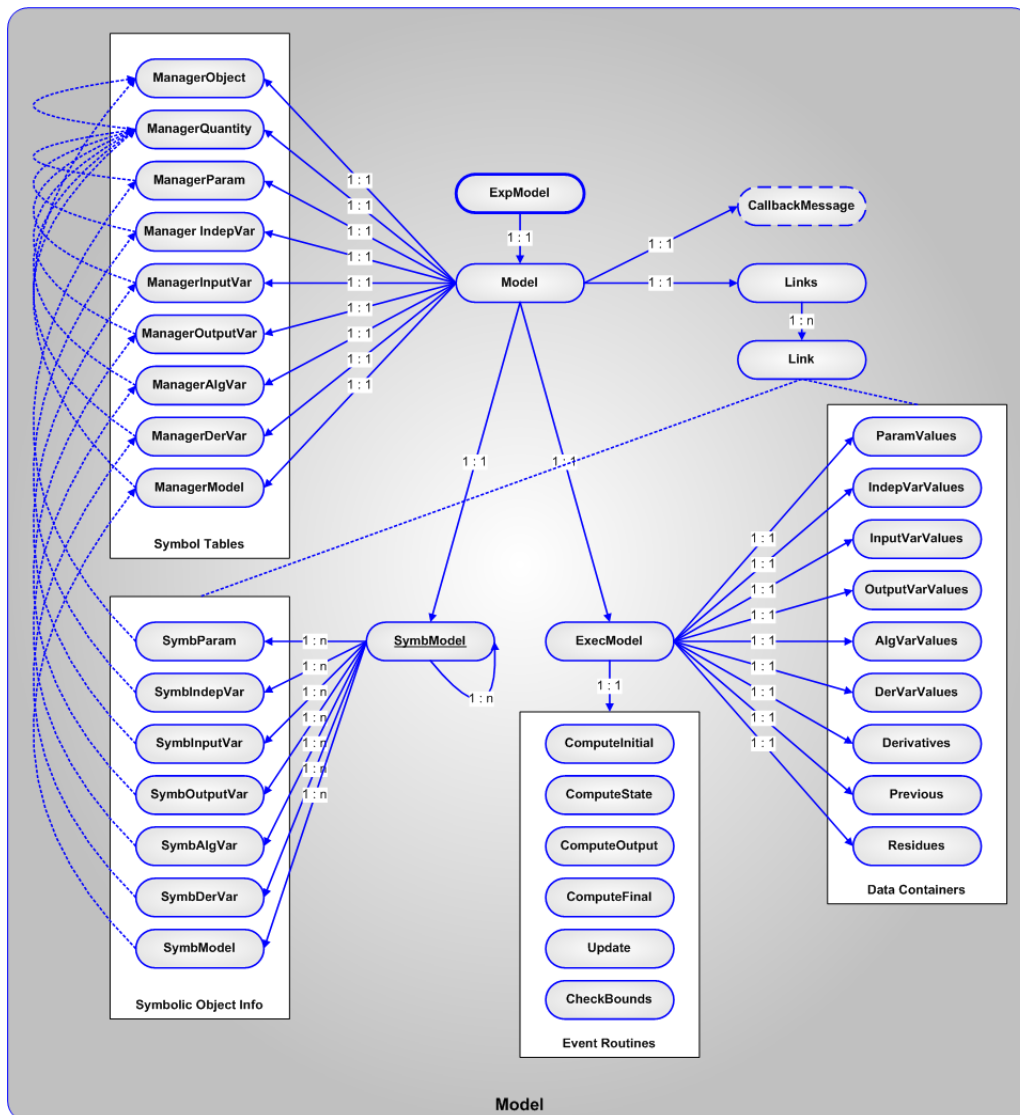 ManagerObject
ManagerQuantity
ManagerParam
Manager IndepVar
ManagerInputVar
ManagerOutputVar
ManagerAlgVar
ManagerDerVar
ManagerModel
Symbol Tables
1 : 1
1 : 1
1 : 1
1 : 1
1 : 1
1 : 1
1 : 1
1 : 1
1 : 1
ExpModel
1 : 1
Model
CallbackMessage
1 : 1
1 : 1
Links
1 : n
Link
1 : 1
1 : 1
ParamValues
IndepVarValues
InputVarValues
OutputVarValues
AlgVarValues
DerVarValues
Derivatives
Previous
Residues
Data Containers
1 : 1
1 : 1
1 : 1
1 : 1
1 : 1
1 : 1
1 : 1
1 : 1
SymbParam
SymbIndepVar
SymbInputVar
SymbOutputVar
SymbAlgVar
SymbDerVar
SymbModel
Symbolic Object Info
1 : n
1 : n
1 : n
1 : n
1 : n
1 : n
1 : n
SymbModel
1 : n
ExecModel
1 : 1
ComputeInitial
ComputeState
ComputeOutput
ComputeFinal
Update
CheckBounds
Event Routines
Model